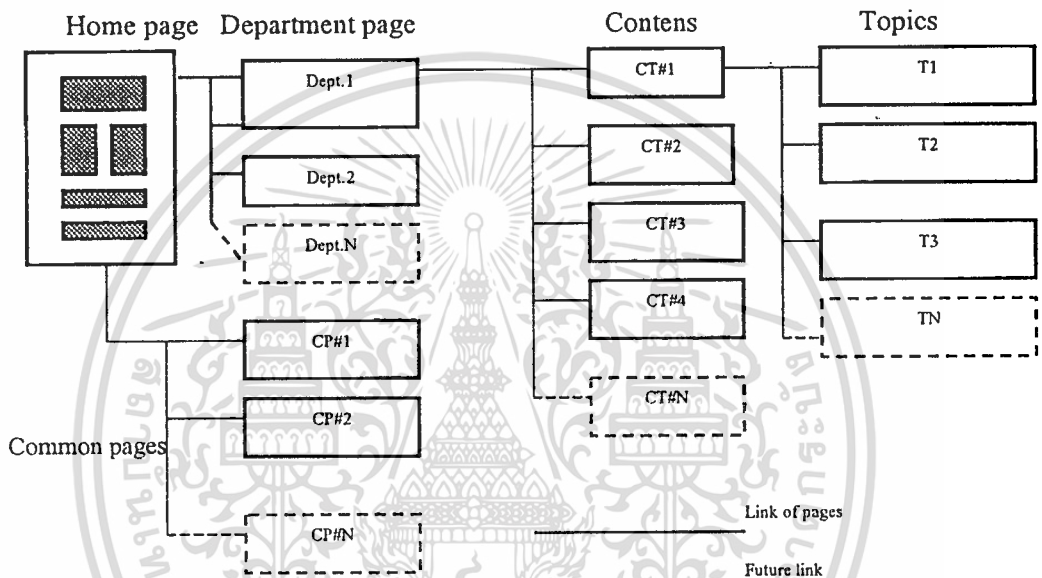 Home page Department page Contens Topics
Dept.1 CT#1 T1
CT#2 T2
Dept.2
CT#3 T3
Dept.N
CT#4 TN
CP#1
CT#N
CP#2
Common pages
Link of pages
CP#N
Future link